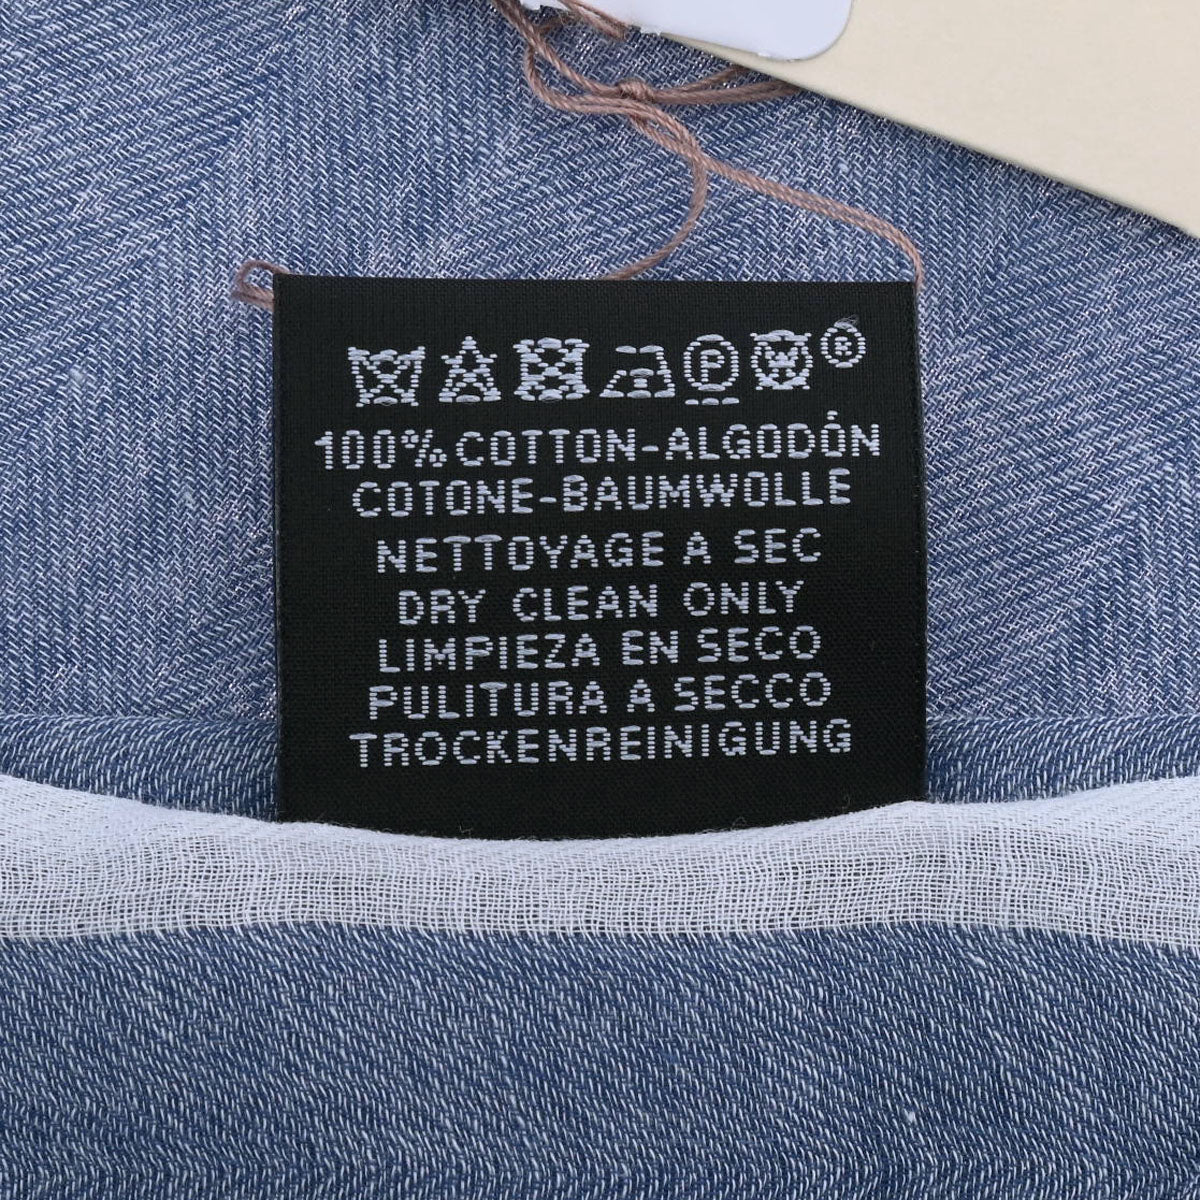 100% COTTON-ALGODÓN
COTONE-BAUMWOLLE
NETTOYAGE A SEC
DRY CLEAN ONLY
LIMPIEZA EN SECO
PULITURA A SECCO
TROCKENREINIGUNG